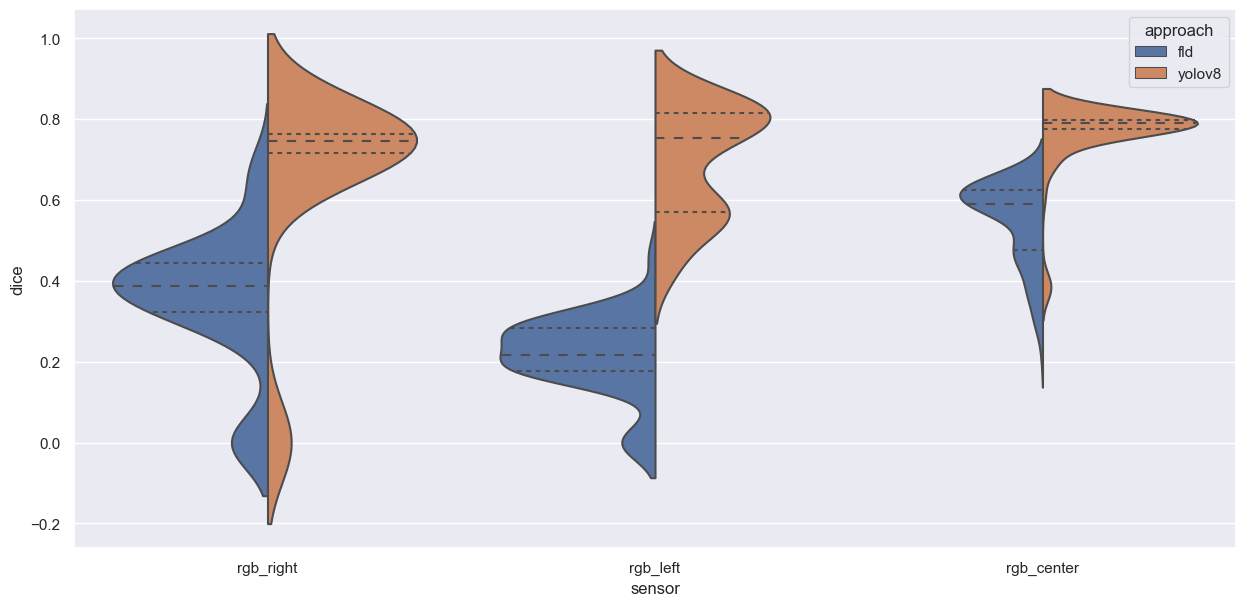 approach
fld
yolov8
1.0
0.8
0.6
0.4
0.2
0.0
−0.2
dice
rgb_right
rgb_left
rgb_center
sensor